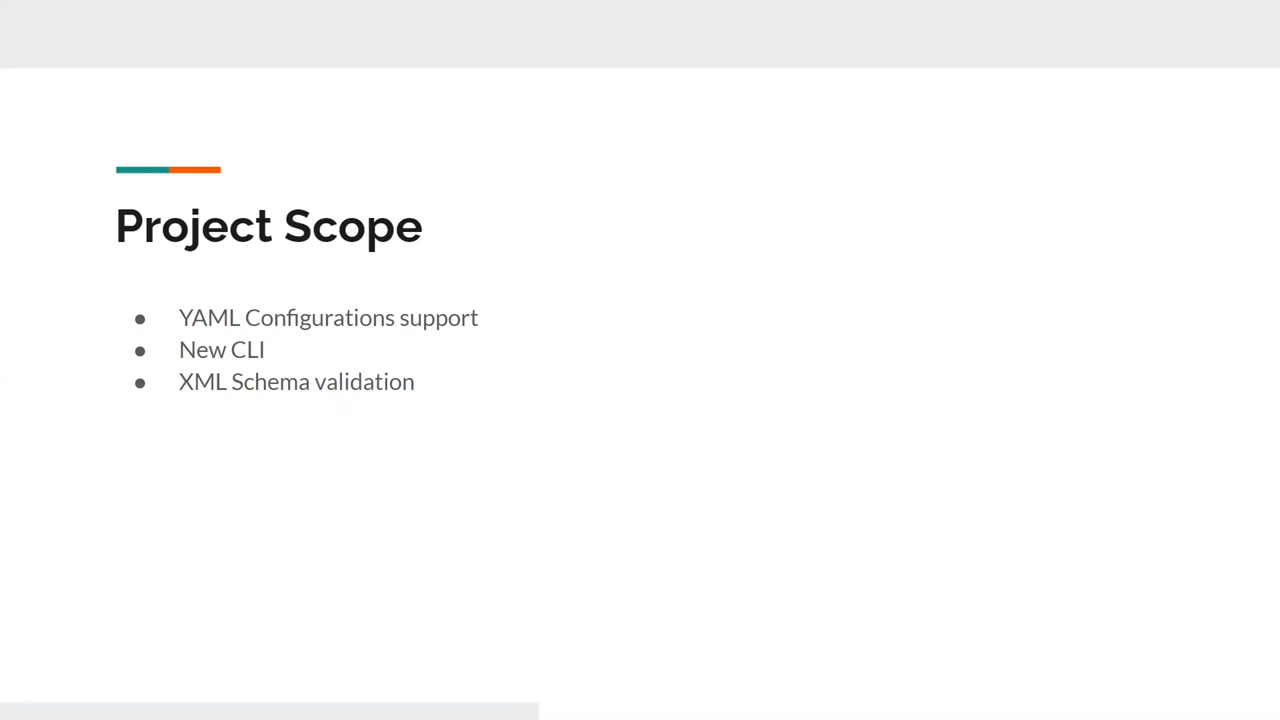 Project Scope
● YAML Configurations support
● New CLI
● XML Schema validation